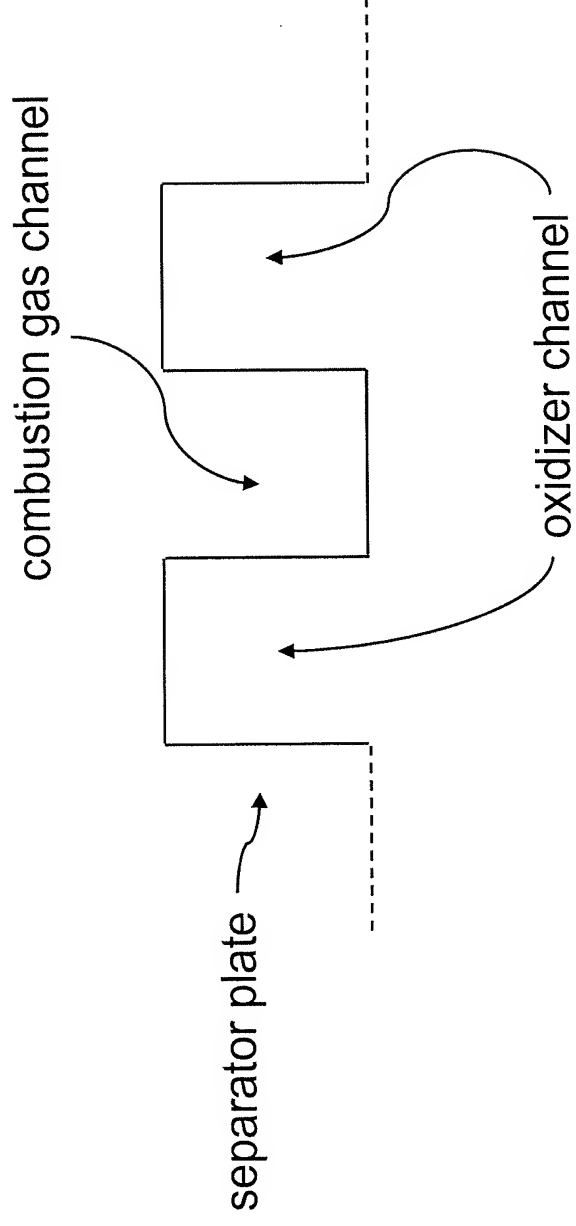 combustion gas channel
separator plate
oxidizer channel